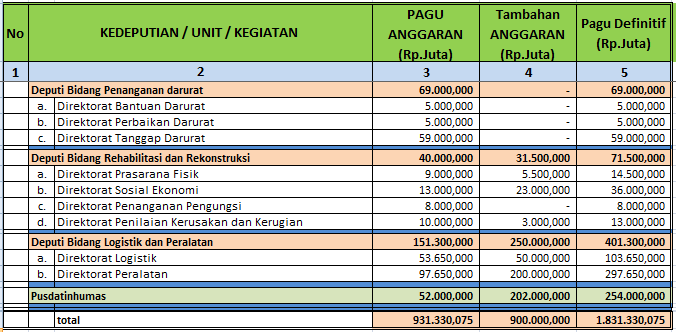 No KEDEPUTIAN / UNIT / KEGIATAN PAGU ANGGARAN (Rp.Juta) Tambahan ANGGARAN (Rp.Juta) Pagu Definitif (Rp.Juta)
1 2 3 4 5
Deputi Bidang Penanganan darurat 69.000,000 - 69.000,000
a. Direktorat Bantuan Darurat 5.000,000 - 5.000,000
b. Direktorat Perbaikan Darurat 5.000,000 - 5.000,000
c. Direktorat Tanggap Darurat 59.000,000 - 59.000,000
Deputi Bidang Rehabilitasi dan Rekonstruksi 40.000,000 31.500,000 71.500,000
a. Direktorat Prasarana Fisik 9.000,000 5.500,000 14.500,000
b. Direktorat Sosial Ekonomi 13.000,000 23.000,000 36.000,000
c. Direktorat Penanganan Pengungsi 8.000,000 - 8.000,000
d. Direktorat Penilaian Kerusakan dan Kerugian 10.000,000 3.000,000 13.000,000
Deputi Bidang Logistik dan Peralatan 151.300,000 250.000,000 401.300,000
a. Direktorat Logistik 53.650,000 50.000,000 103.650,000
b. Direktorat Peralatan 97.650,000 200.000,000 297.650,000
Pusdatinhumas 52.000,000 202.000,000 254.000,000
total 931.330,075 900.000,000 1.831.330,075